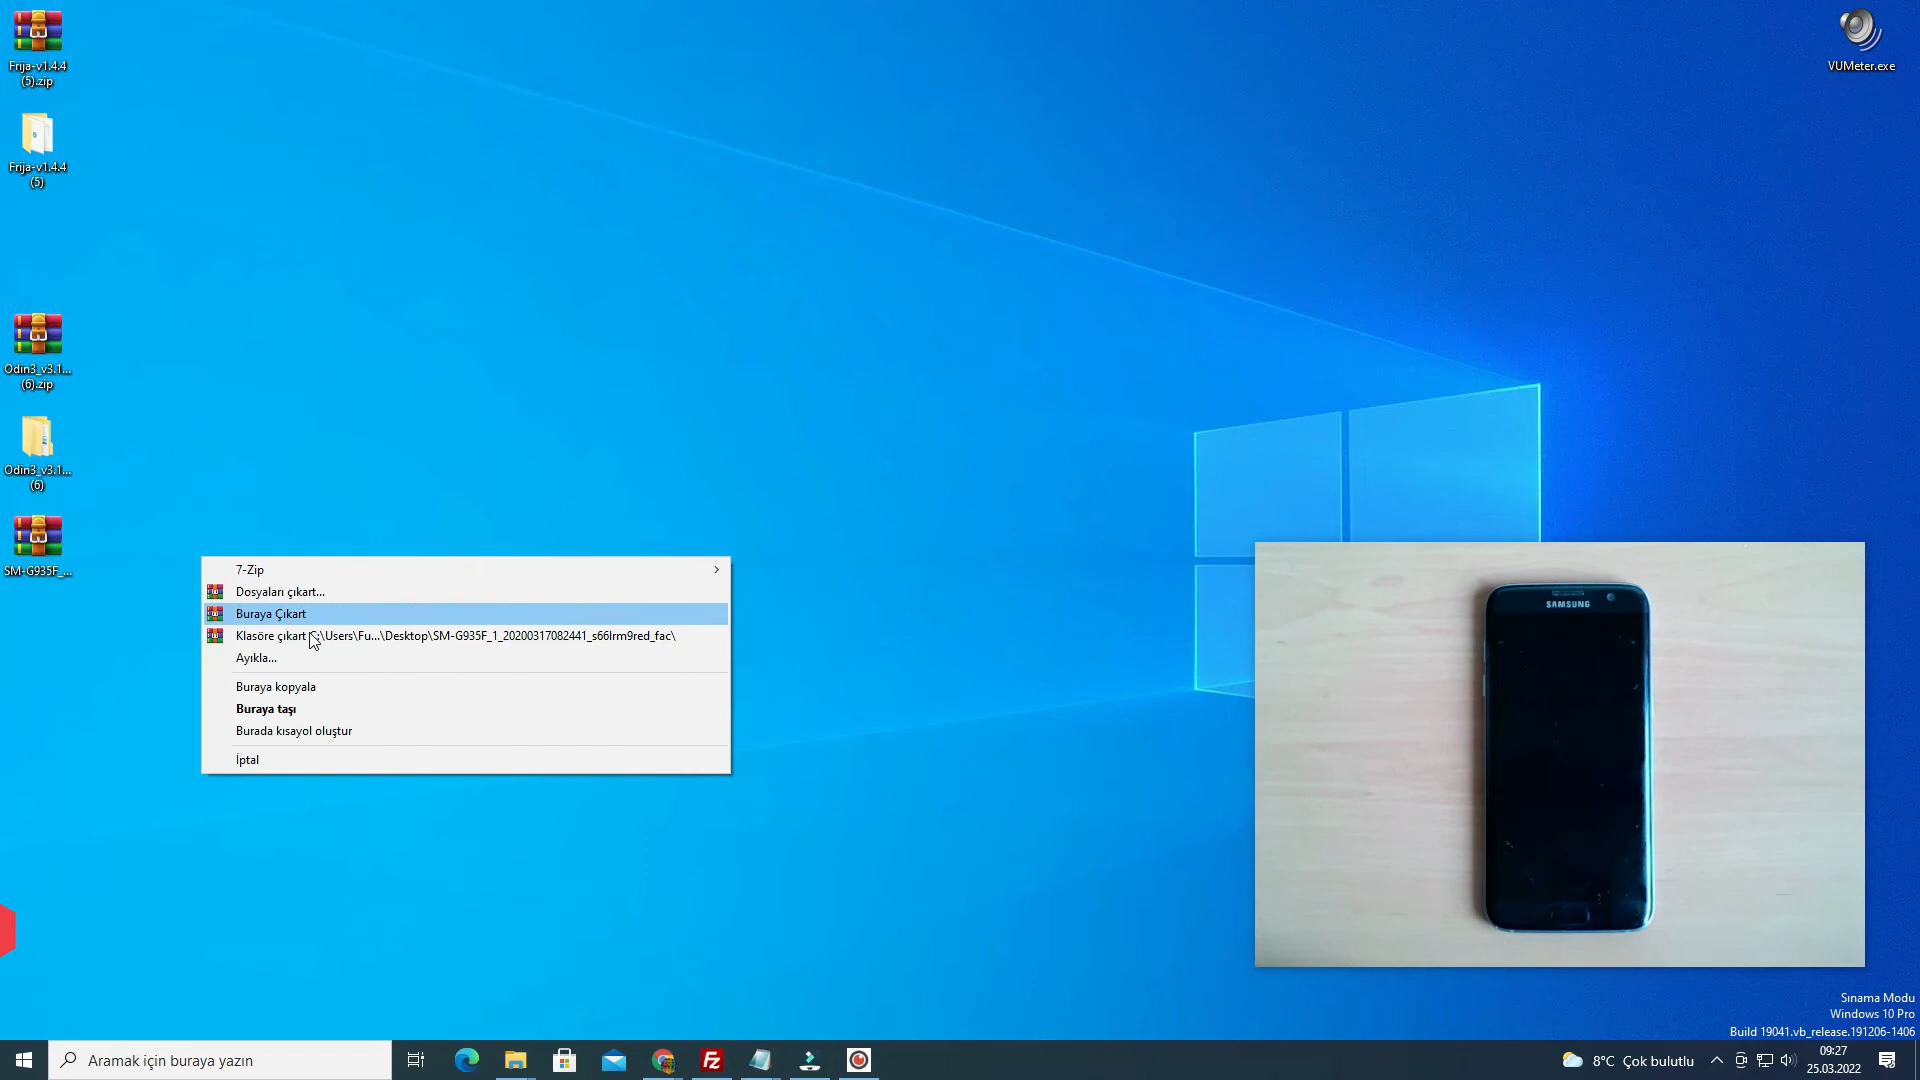 Frija-v1.4.4
(5).zip
Frija-v1.4.4
(5)
Odin3_v3.1...
(6).zip
Odin3_v3.1...
(6)
SM-G935F_...
VUMeter.exe
7-Zip
Dosyaları çıkart...
Buraya Çıkart
Klasöre çıkart C:\Users\Fu...\Desktop\SM-G935F_1_20200317082441_s66lrm9red_fac\
Ayıkla...
Buraya kopyala
Buraya taşı
Burada kısayol oluştur
İptal
SAMSUNG
Sınama Modu
Windows 10 Pro
Build 19041.vb_release.191206-1406
Aramak için buraya yazın
8°C Çok bulutlu
09:27
25.03.2022